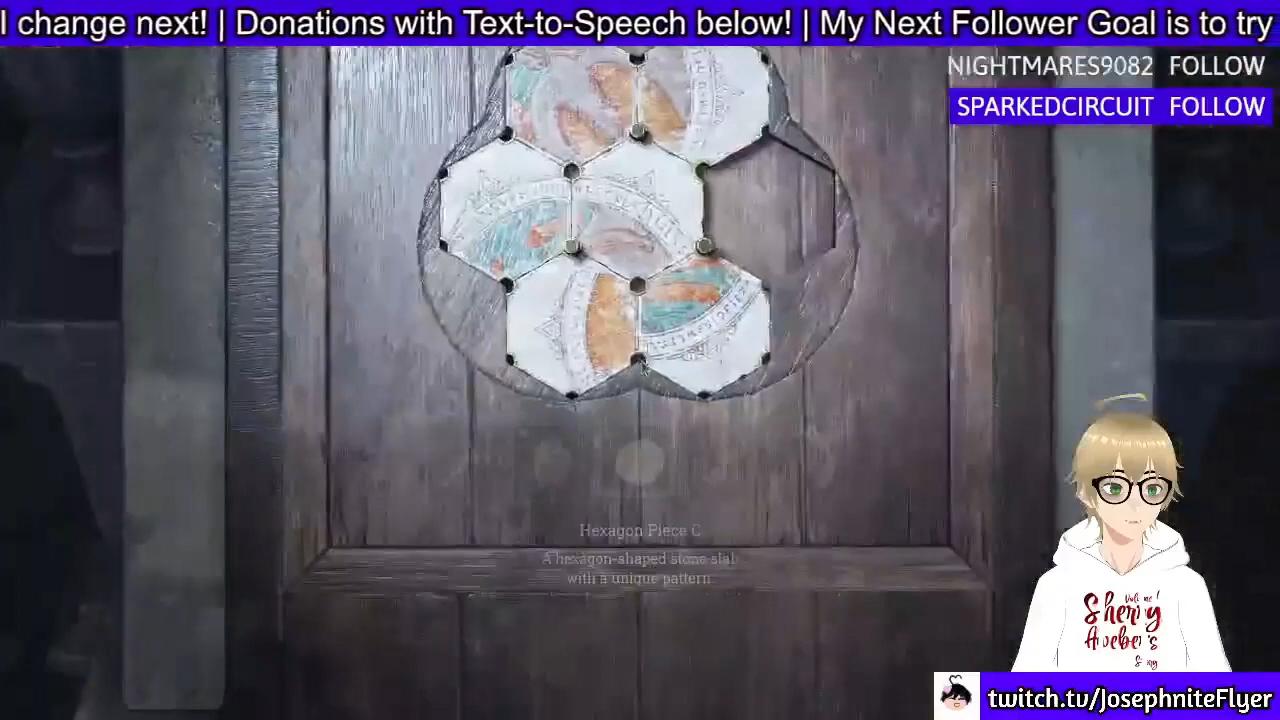 I change next! | Donations with Text-to-Speech below! | My Next Follower Goal is to try
NIGHTMARES9082 FOLLOW
SPARKEDCIRCUIT FOLLOW
Hexagon Piece C
A hexagon-shaped stone slab
with a unique pattern
Sherry
twitch.tv/JosephniteFlyer